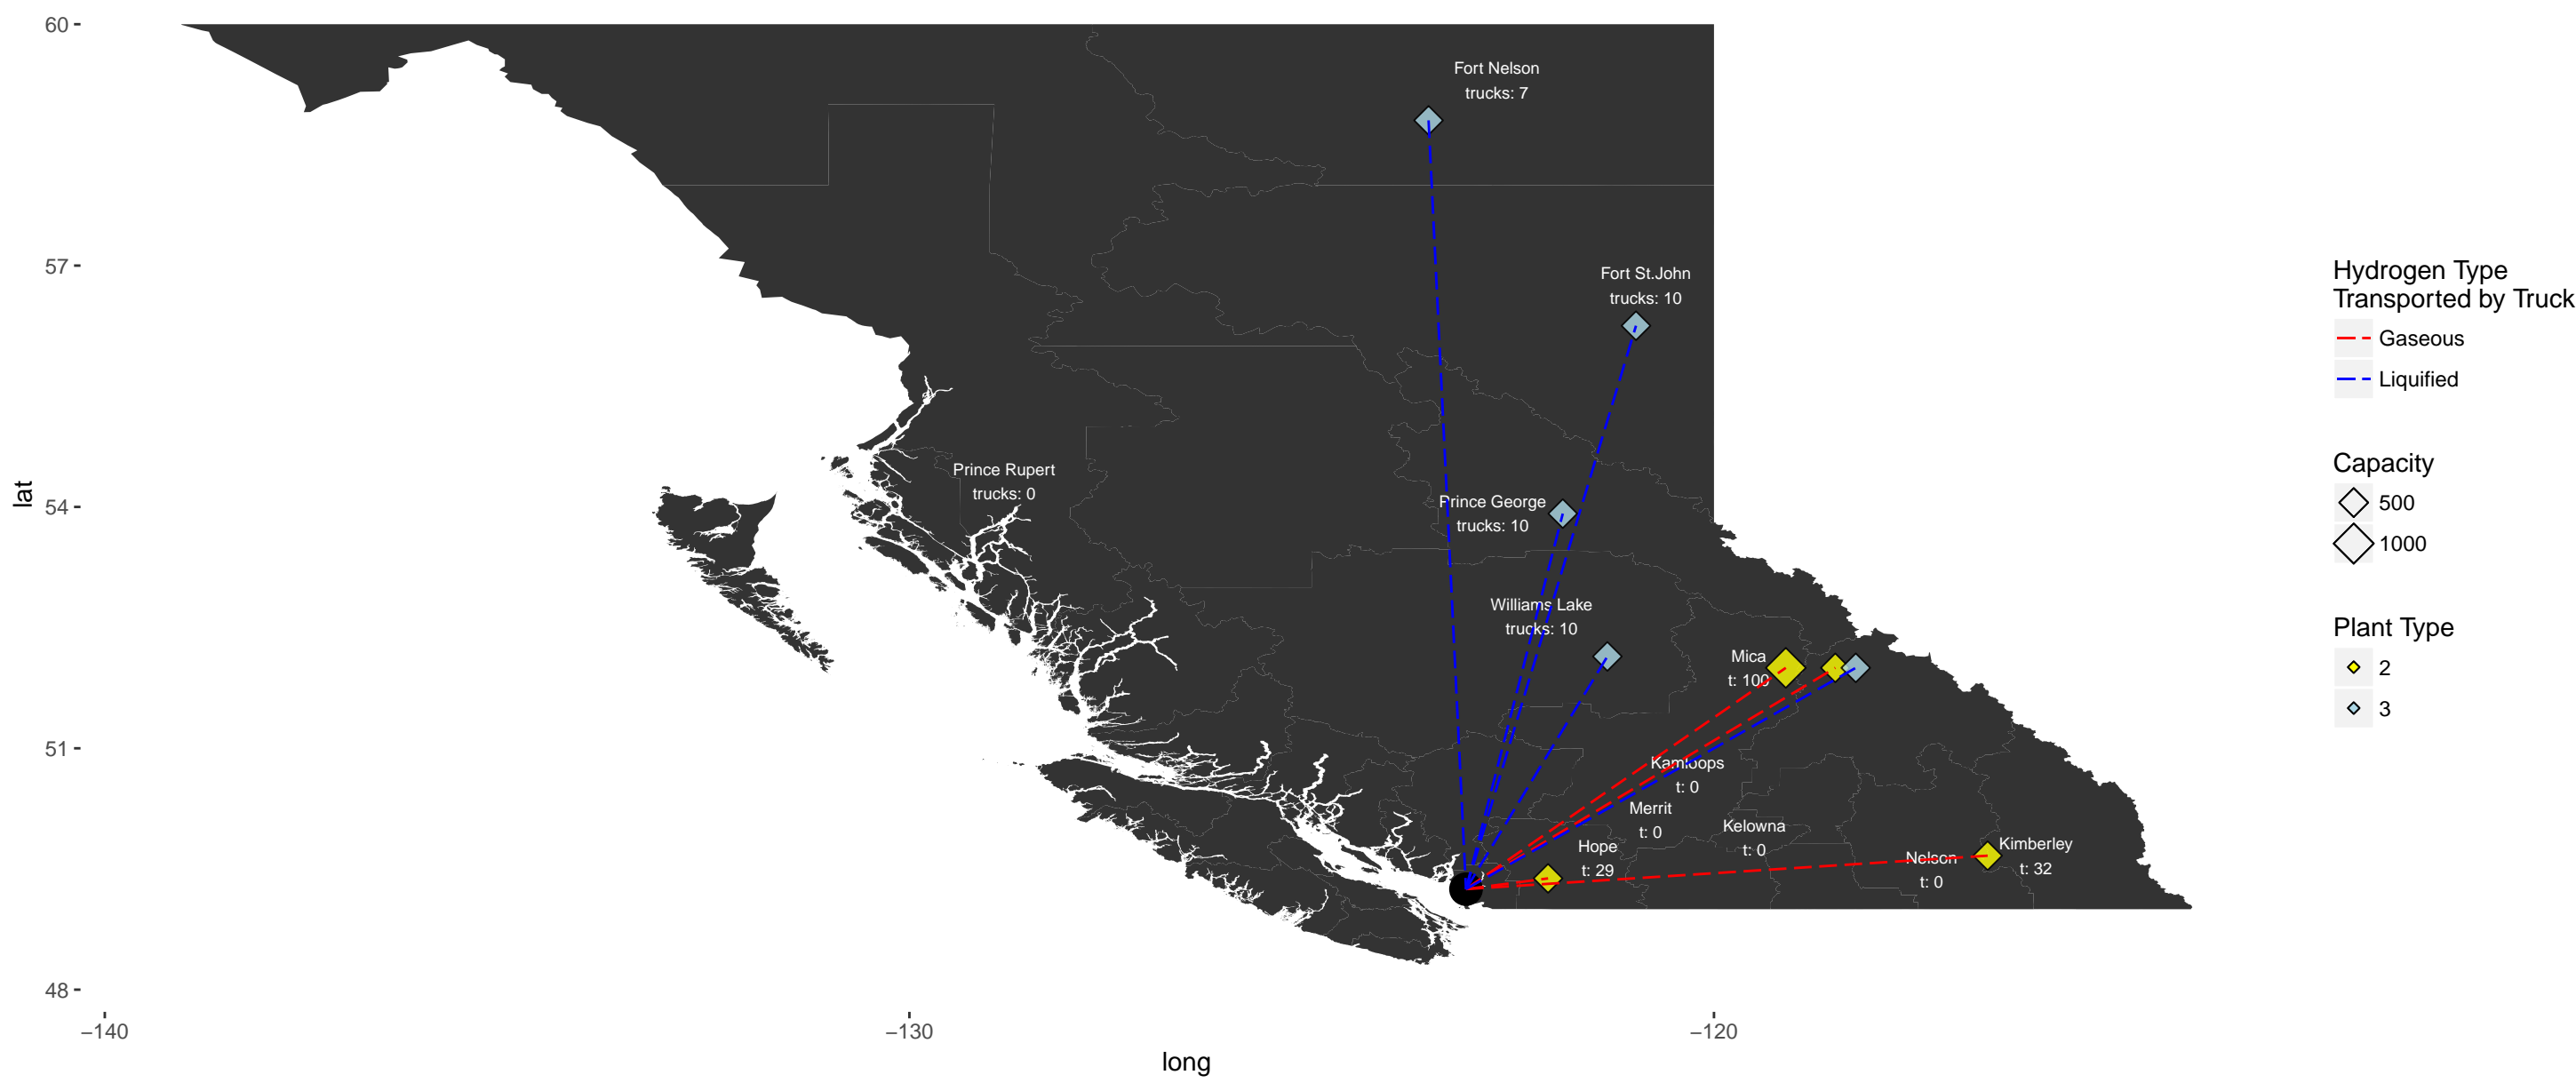 60
57
54
51
48
lat
−140
−130
−120
long
Fort Nelson
trucks: 7
Fort St.John
trucks: 10
Prince Rupert
trucks: 0
Prince George
trucks: 10
Williams Lake
trucks: 10
Mica
t: 100
Kamloops
t: 0
Merrit
t: 0
Kelowna
t: 0
Hope
t: 29
Nelson
t: 0
Kimberley
t: 32
Hydrogen Type
Transported by Truck
Gaseous
Liquified
Capacity
500
1000
Plant Type
2
3